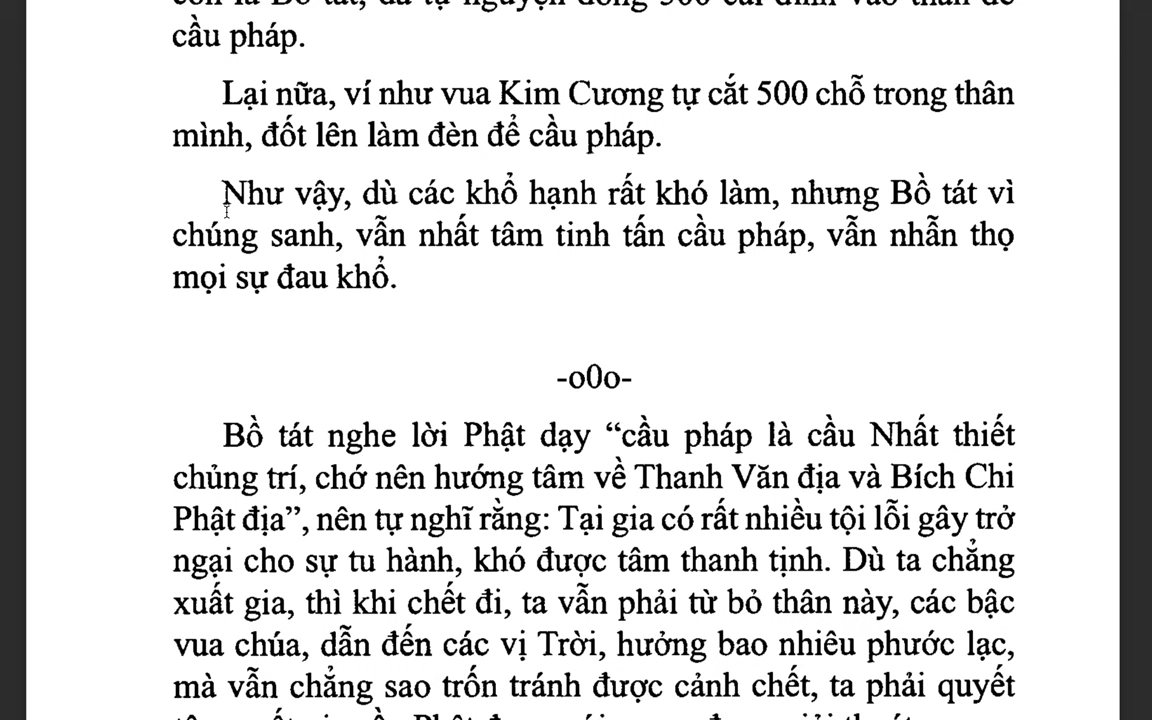 cầu pháp.
Lại nữa, ví như vua Kim Cương tự cắt 500 chỗ trong thân
mình, đốt lên làm đèn để cầu pháp.
Như vậy, dù các khổ hạnh rất khó làm, nhưng Bồ tát vì
chúng sanh, vẫn nhất tâm tinh tấn cầu pháp, vẫn nhẫn thọ
mọi sự đau khổ.
-o0o-
Bồ tát nghe lời Phật dạy “cầu pháp là cầu Nhất thiết
chủng trí, chớ nên hướng tâm về Thanh Văn địa và Bích Chi
Phật địa”, nên tự nghĩ rằng: Tại gia có rất nhiều tội lỗi gây trở
ngại cho sự tu hành, khó được tâm thanh tịnh. Dù ta chẳng
xuất gia, thì khi chết đi, ta vẫn phải từ bỏ thân này, các bậc
vua chúa, dẫn đến các vị Trời, hưởng bao nhiêu phước lạc,
mà vẫn chẳng sao trốn tránh được cảnh chết, ta phải quyết